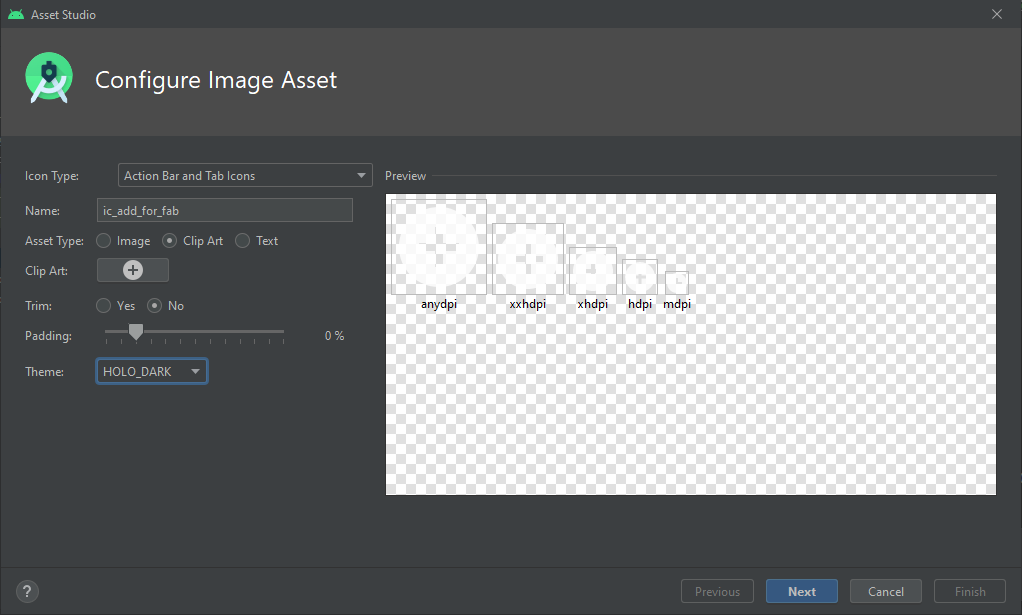 Asset Studio
Configure Image Asset
Icon Type: Action Bar and Tab Icons
Name: ic_add_for_fab
Asset Type: Image Clip Art Text
Clip Art:
Trim: Yes No
Padding: 0 %
Theme: HOLO_DARK
Preview
anydpi xxhdpi xhdpi hdpi mdpi
? Previous Next Cancel Finish